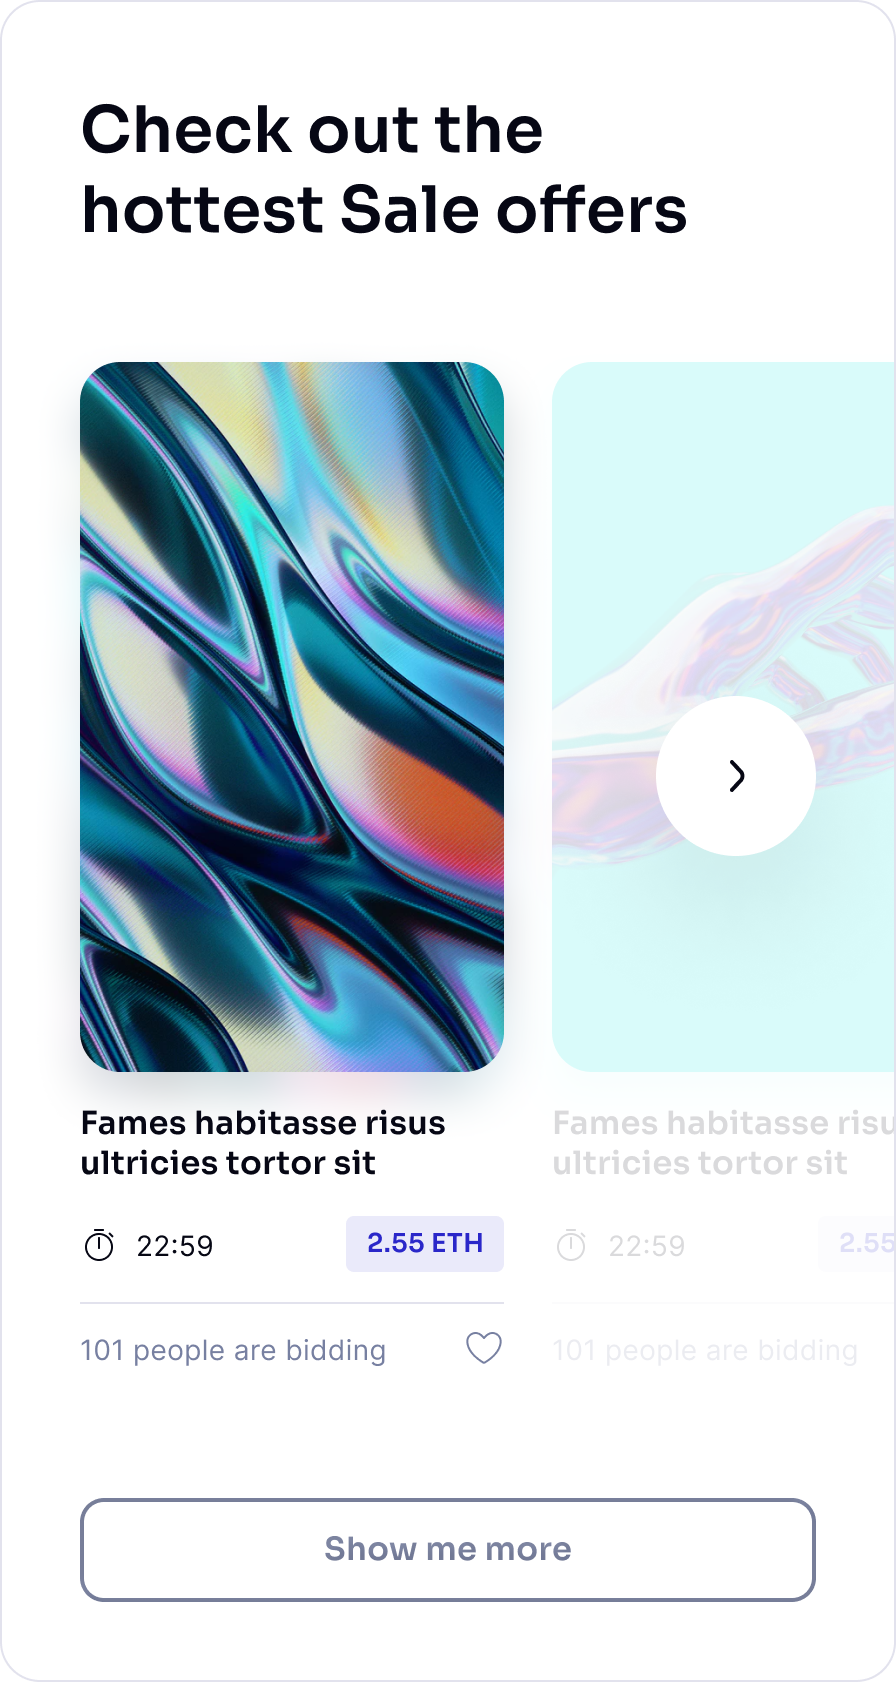 Check out the
hottest Sale offers
Fames habitasse risus
ultricies tortor sit
22:59
2.55 ETH
101 people are bidding
Fames habitasse risu
ultricies tortor sit
22:59
2.55
101 people are bidding
Show me more